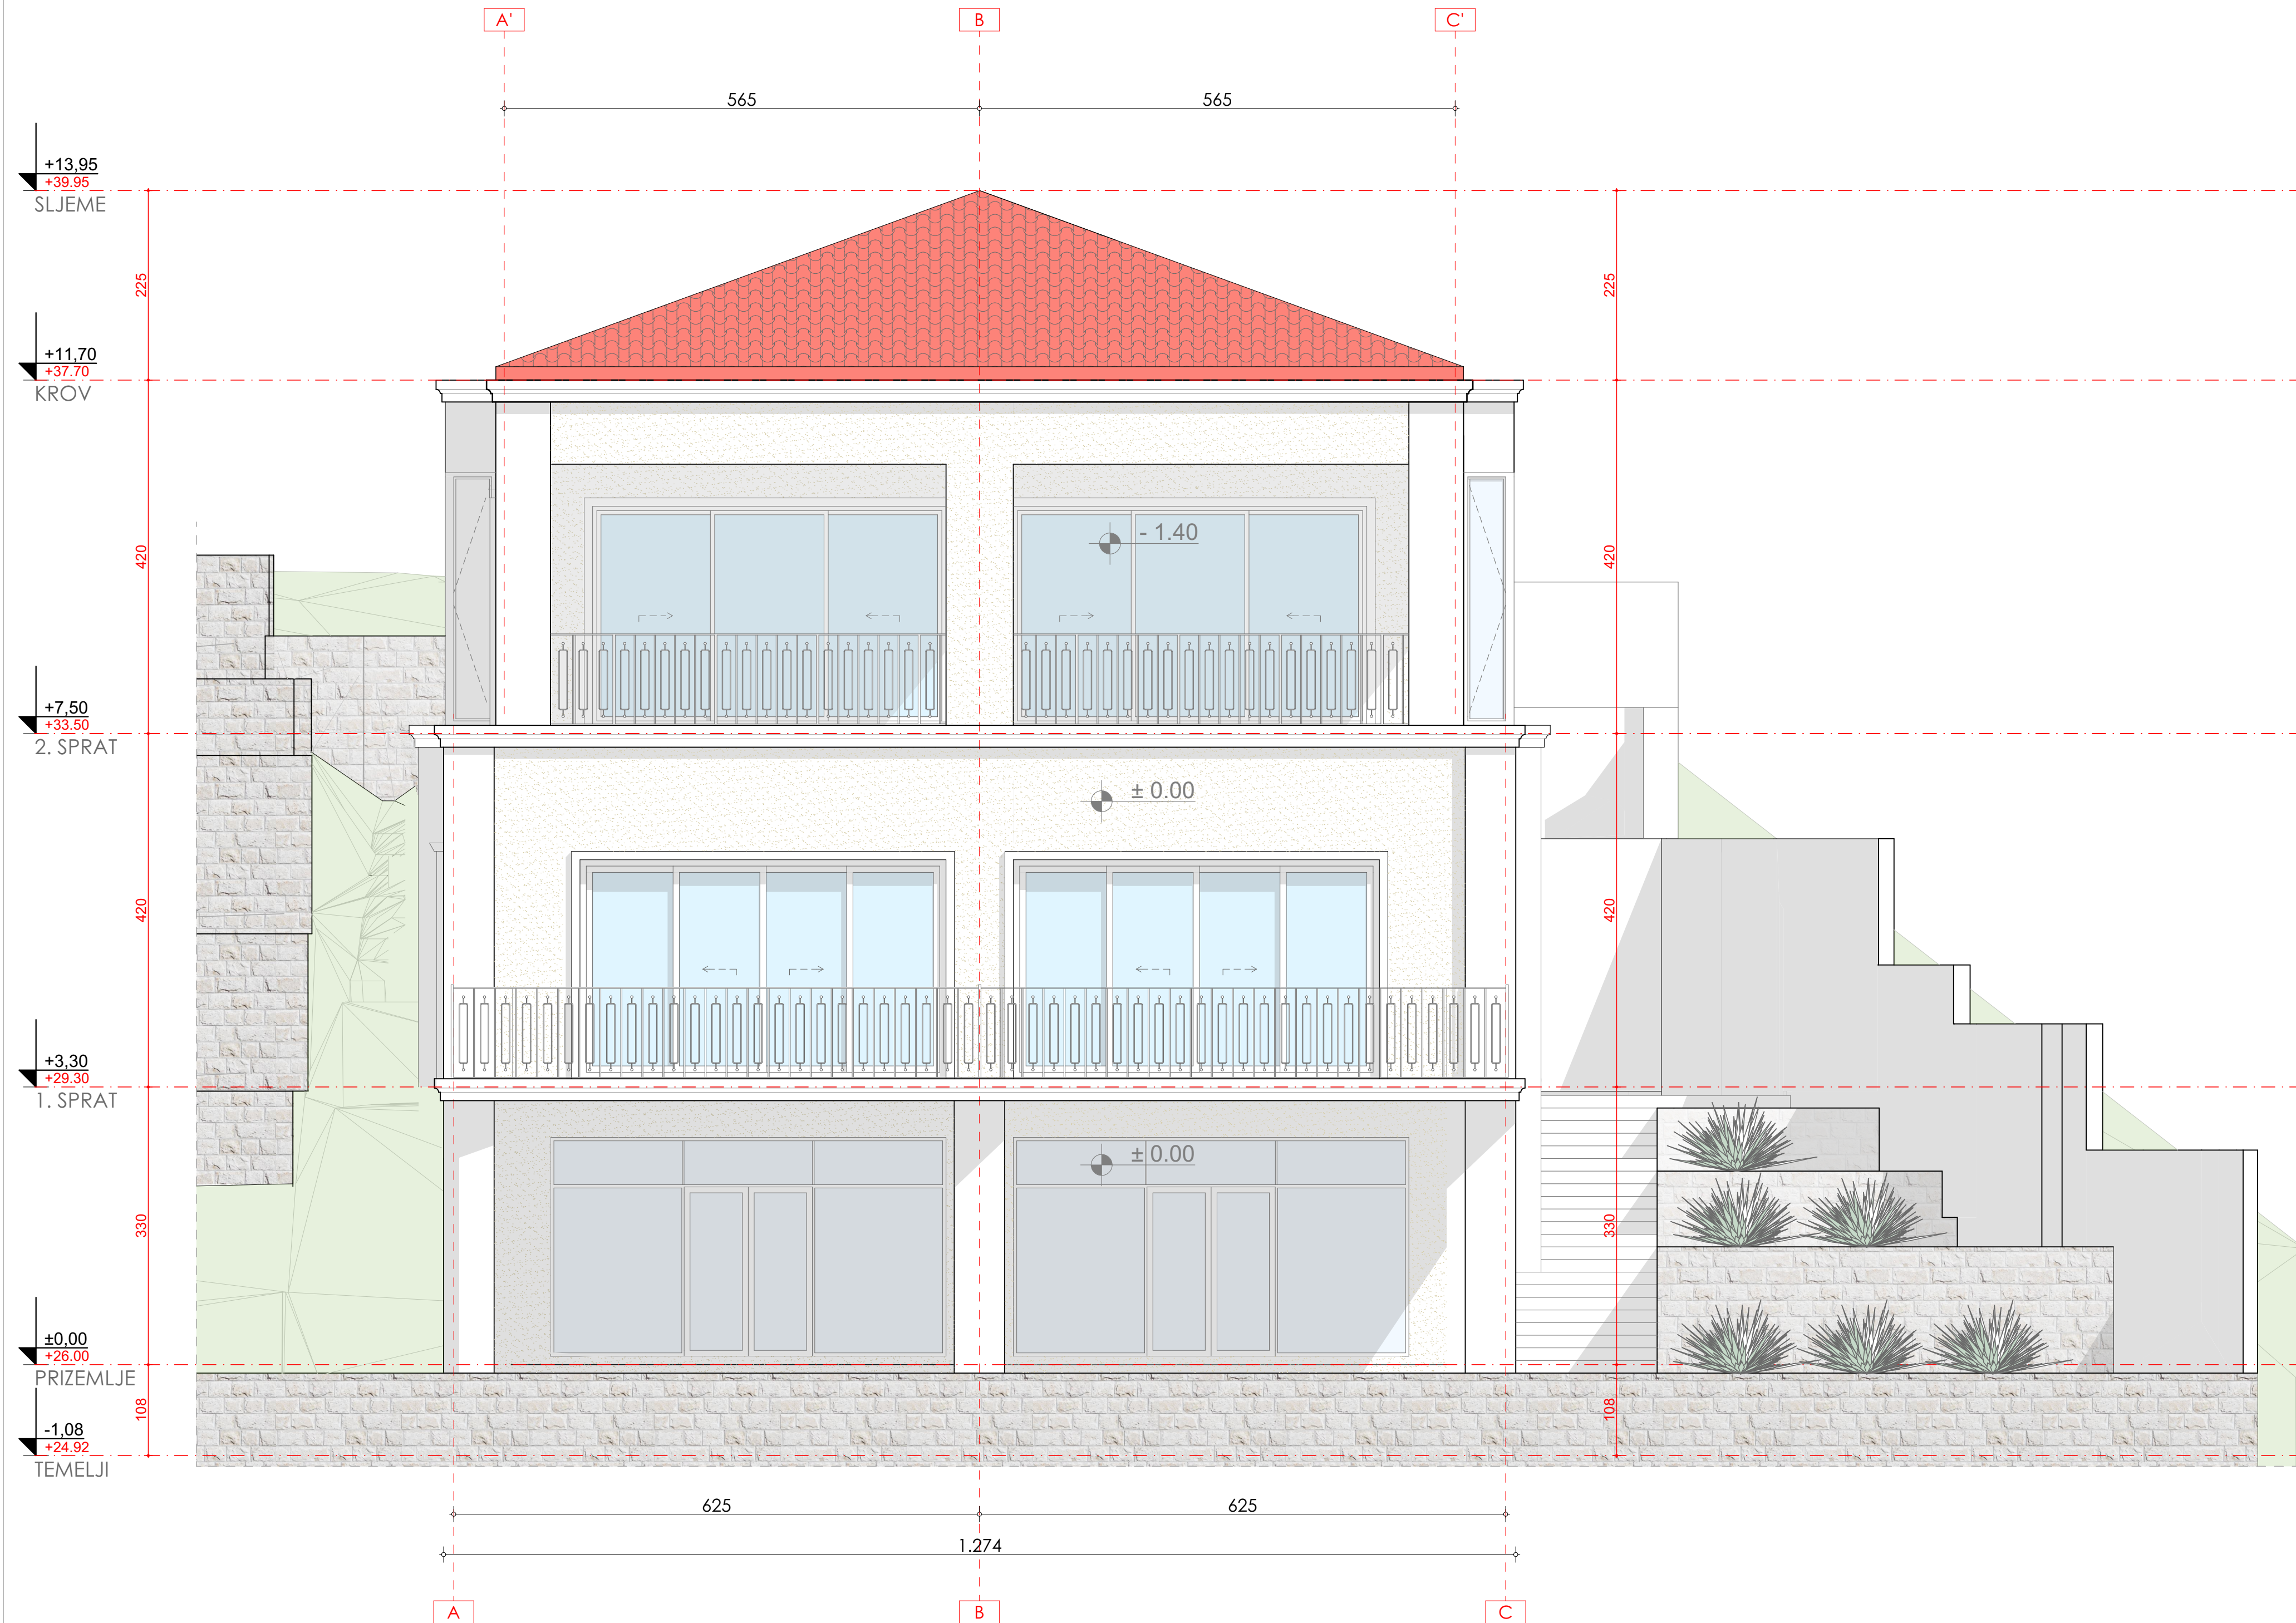 A' B C'
565 565
+13,95
+39.95
SLJEME
225 225
+11,70
+37.70
KROV
420 420
- 1.40
+7,50
+33.50
2. SPRAT
± 0.00
420 420
+3,30
+29.30
1. SPRAT
± 0.00
330 330
±0,00
+26.00
PRIZEMLJE
108 108
-1,08
+24.92
TEMELJI
625 625
1.274
A B C